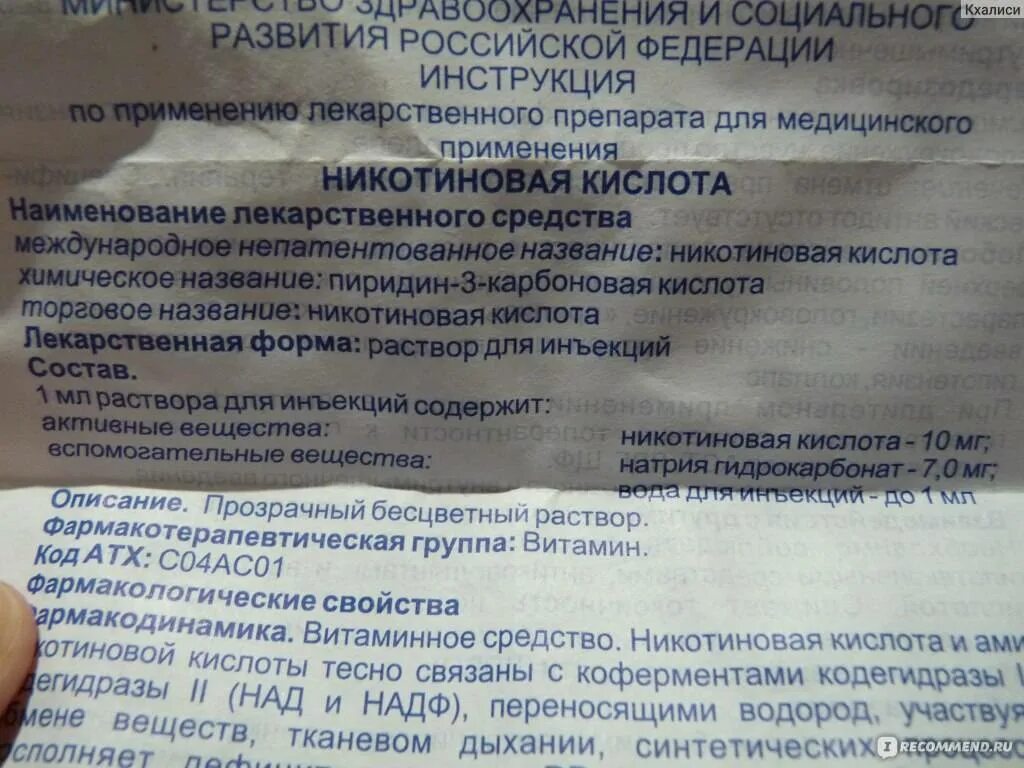 Кхалиси
МИНИСТЕРСТВО ЗДРАВООХРАНЕНИЯ И СОЦИАЛЬНОГО
РАЗВИТИЯ РОССИЙСКОЙ ФЕДЕРАЦИИ
ИНСТРУКЦИЯ
по применению лекарственного препарата для медицинского
применения
НИКОТИНОВАЯ КИСЛОТА
Наименование лекарственного средства
международное непатентованное название: никотиновая кислота
химическое название: пиридин-3-карбоновая кислота
торговое название: никотиновая кислота
Лекарственная форма: раствор для инъекций
Состав.
1 мл раствора для инъекций содержит:
активные вещества: никотиновая кислота - 10 мг;
вспомогательные вещества: натрия гидрокарбонат - 7,0 мг;
вода для инъекций - до 1 мл
Описание. Прозрачный бесцветный раствор.
Фармакотерапевтическая группа: Витамин.
Код АТХ: С04АС01
Фармакологические свойства
армакодинамика. Витаминное средство. Никотиновая кислота и ами
котиновой кислоты тесно связаны с коферментами кодегидразы I
дегидразы II (НАД и НАДФ), переносящими водород, участвуя
бмене веществ, тканевом дыхании, синтетических
IRECOMMEND.RU